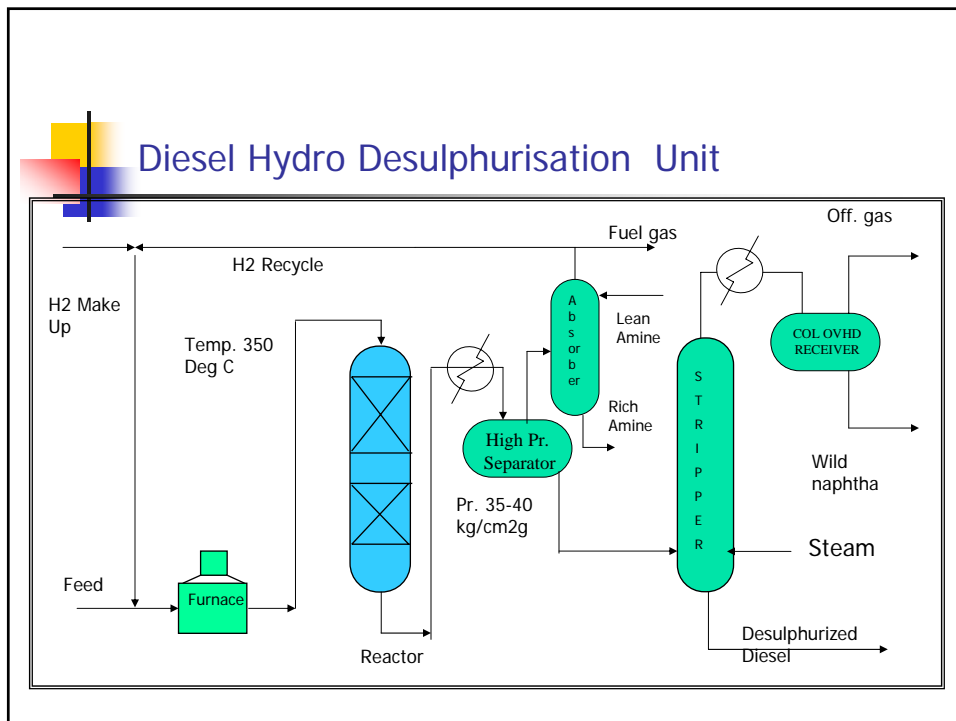 Diesel Hydro Desulphurisation Unit
Off. gas
Fuel gas
H2 Recycle
H2 Make
Up
Temp. 350
Deg C
A
b
s
or
b
er
Lean
Amine
COL OVHD
RECEIVER
S
T
R
I
P
P
E
R
Rich
Amine
High Pr.
Separator
Wild
naphtha
Pr. 35-40
kg/cm2g
Steam
Feed
Furnace
Reactor
Desulphurized
Diesel